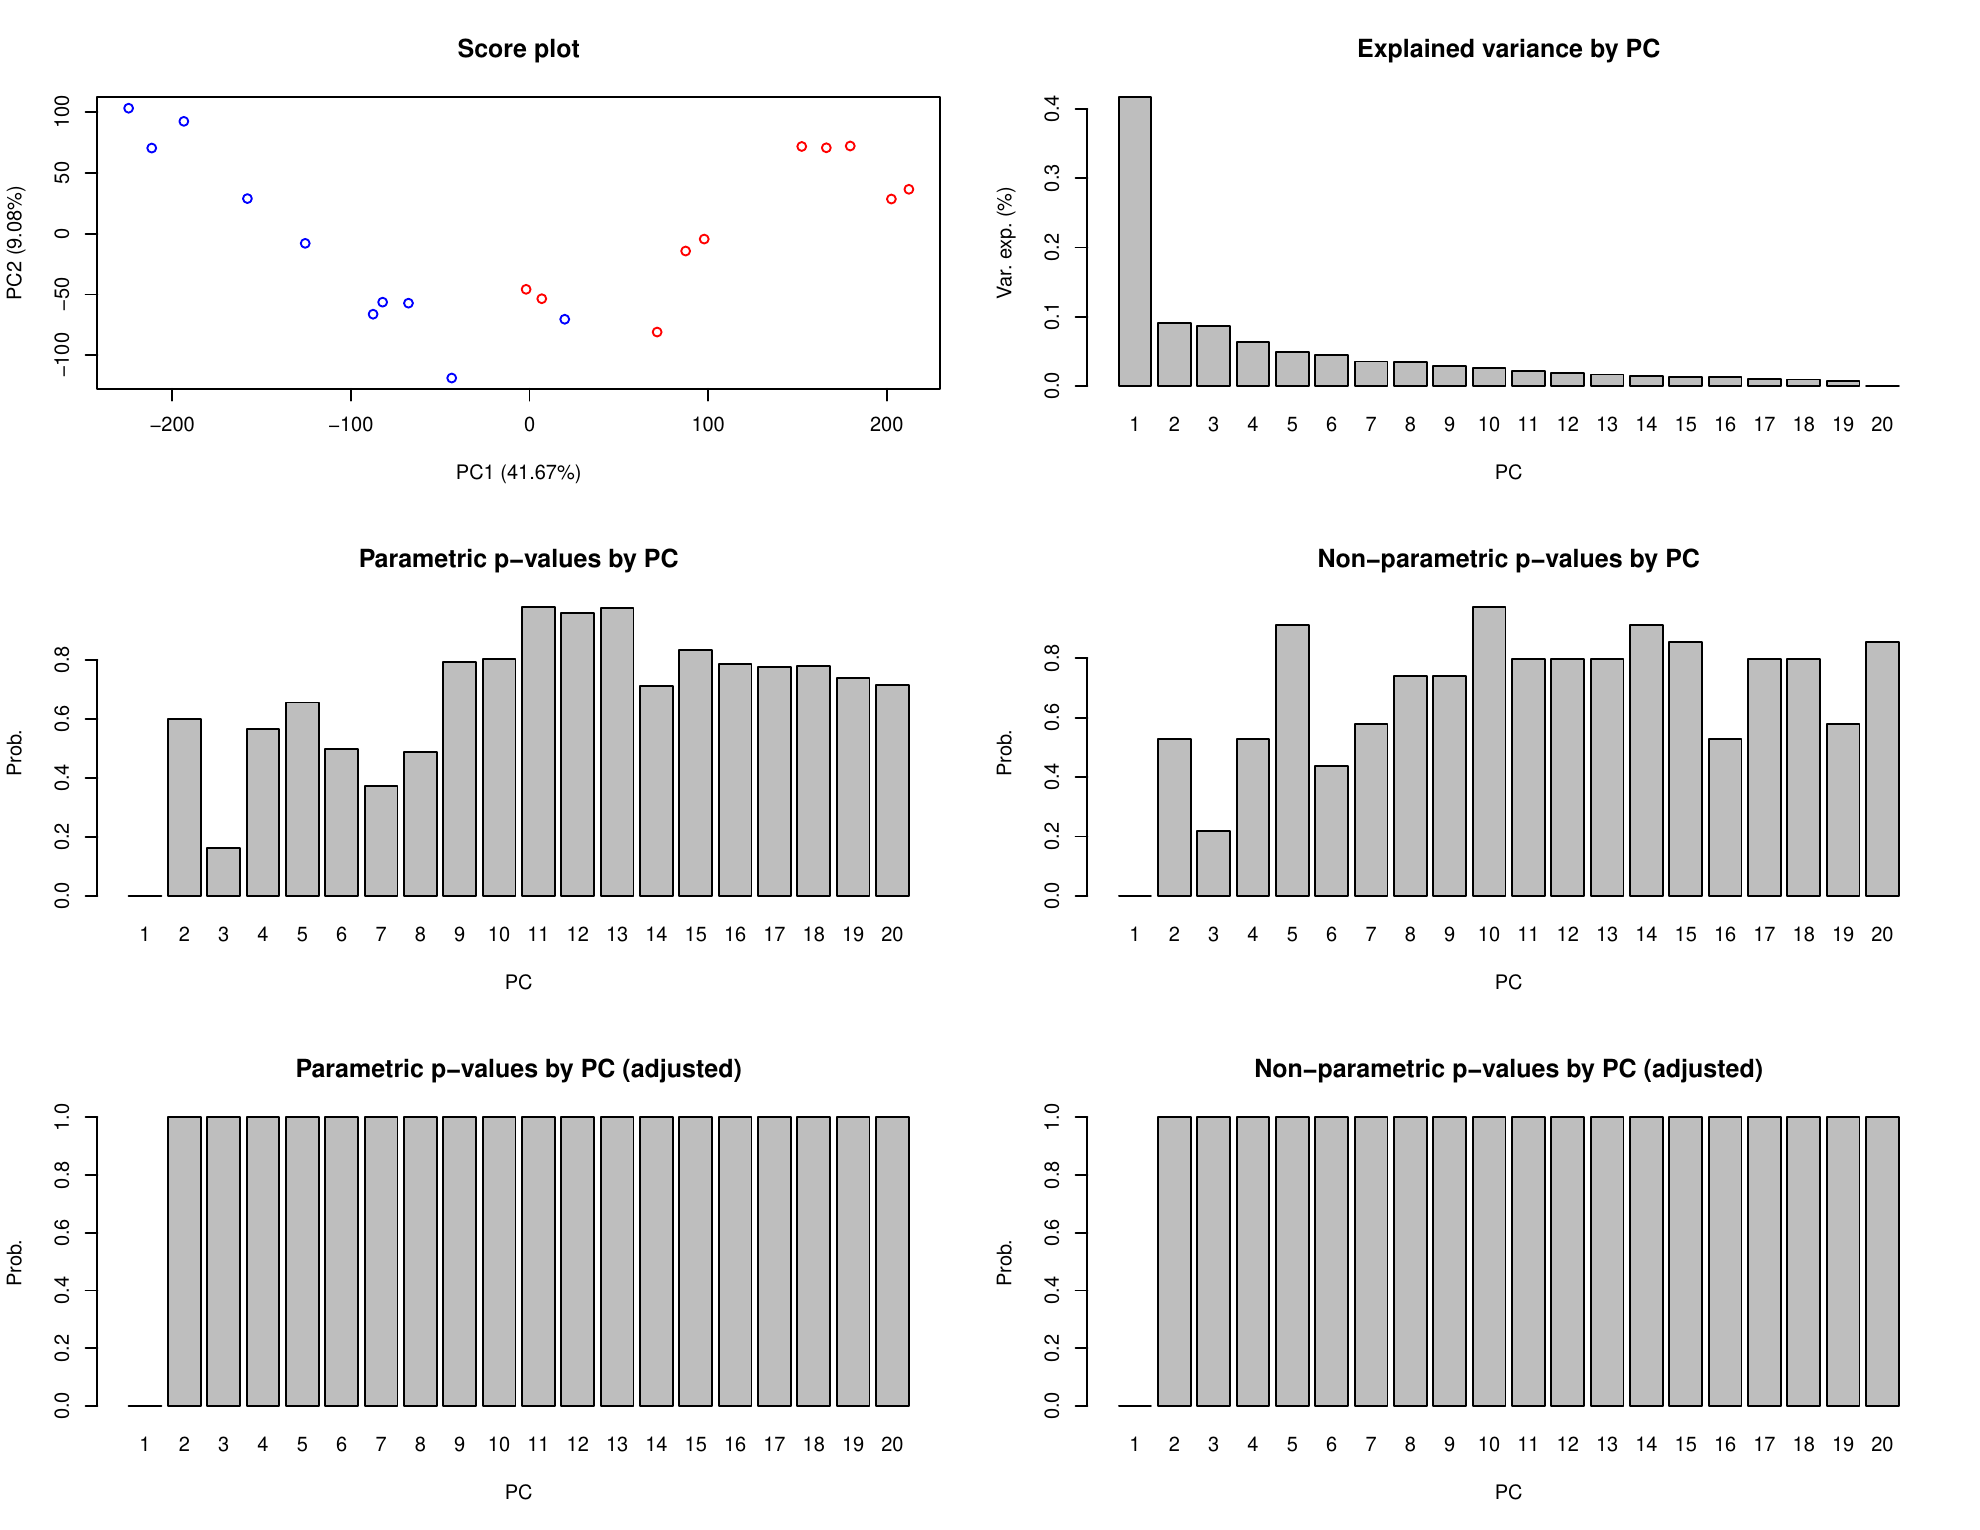 Score plot
100
50
0
−50
−100
PC2 (9.08%)
−200 −100 0 100 200
PC1 (41.67%)
Explained variance by PC
0.4
0.3
0.2
0.1
0.0
Var. exp. (%)
1 2 3 4 5 6 7 8 9 10 11 12 13 14 15 16 17 18 19 20
PC
Parametric p−values by PC
0.8
0.6
0.4
0.2
0.0
Prob.
1 2 3 4 5 6 7 8 9 10 11 12 13 14 15 16 17 18 19 20
PC
Non−parametric p−values by PC
0.8
0.6
0.4
0.2
0.0
Prob.
1 2 3 4 5 6 7 8 9 10 11 12 13 14 15 16 17 18 19 20
PC
Parametric p−values by PC (adjusted)
1.0
0.8
0.6
0.4
0.2
0.0
Prob.
1 2 3 4 5 6 7 8 9 10 11 12 13 14 15 16 17 18 19 20
PC
Non−parametric p−values by PC (adjusted)
1.0
0.8
0.6
0.4
0.2
0.0
Prob.
1 2 3 4 5 6 7 8 9 10 11 12 13 14 15 16 17 18 19 20
PC